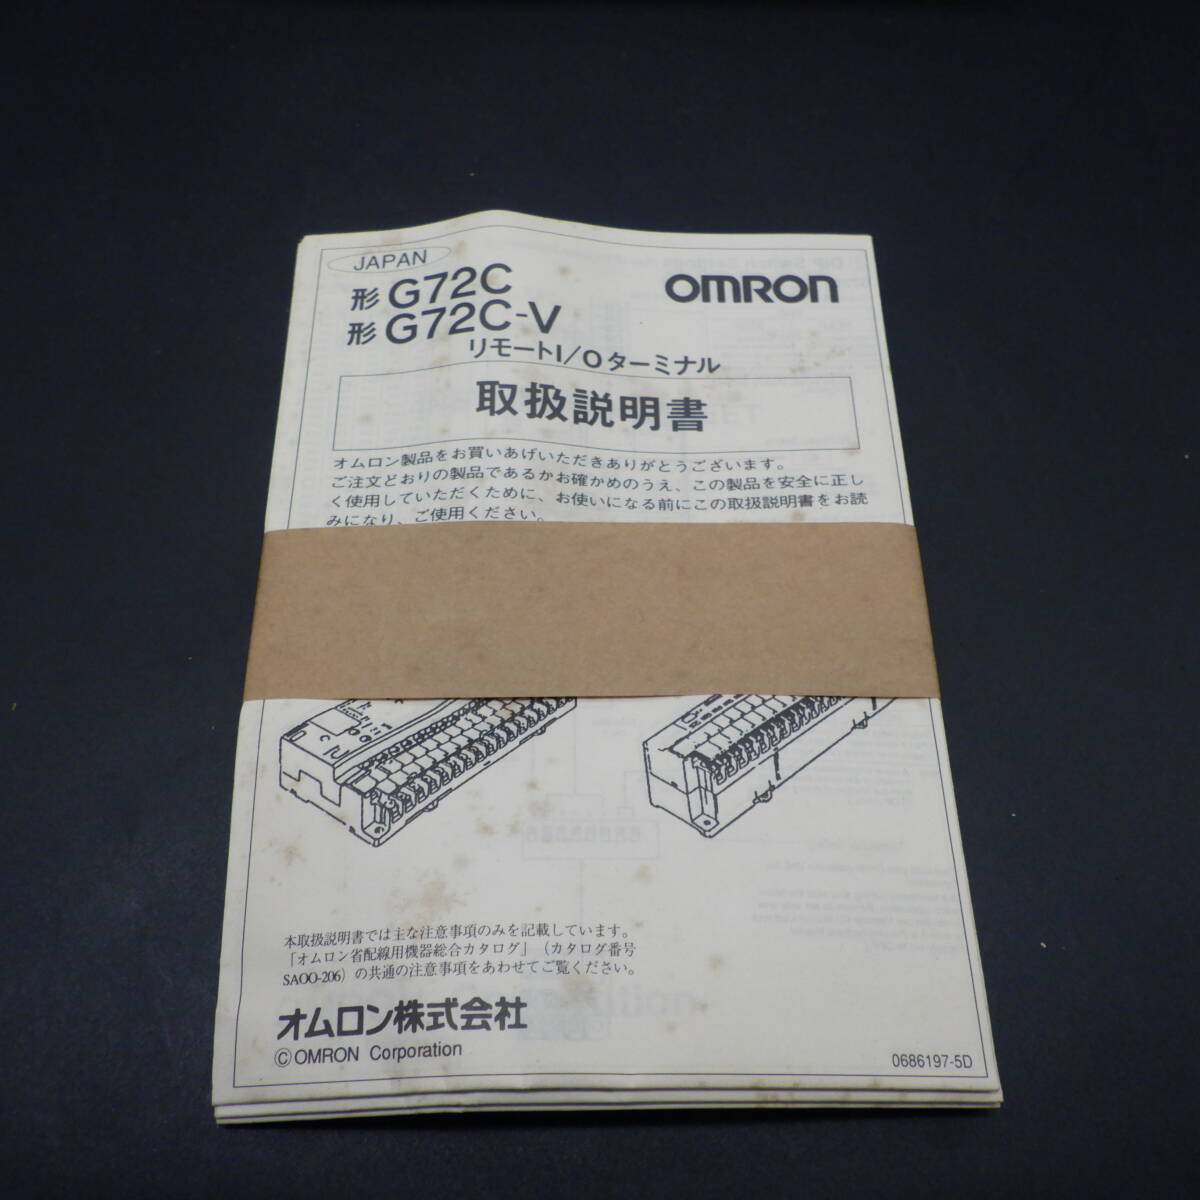 JAPAN
形 G72C
形 G72C-V
OMRON
リモートI/Oターミナル
取扱説明書
オムロン製品をお買いあげいただきありがとうございます。
ご注文どおりの製品であるかお確かめのうえ、この製品を安全に正し
く使用していただくために、お使いになる前にこの取扱説明書をお読
みになり、ご使用ください。
本取扱説明書では主な注意事項のみを記載しています。
「オムロン省配線用機器総合カタログ」（カタログ番号
SAOO-206）の共通の注意事項をあわせてご覧ください。
オムロン株式会社
©OMRON Corporation
0686197-5D